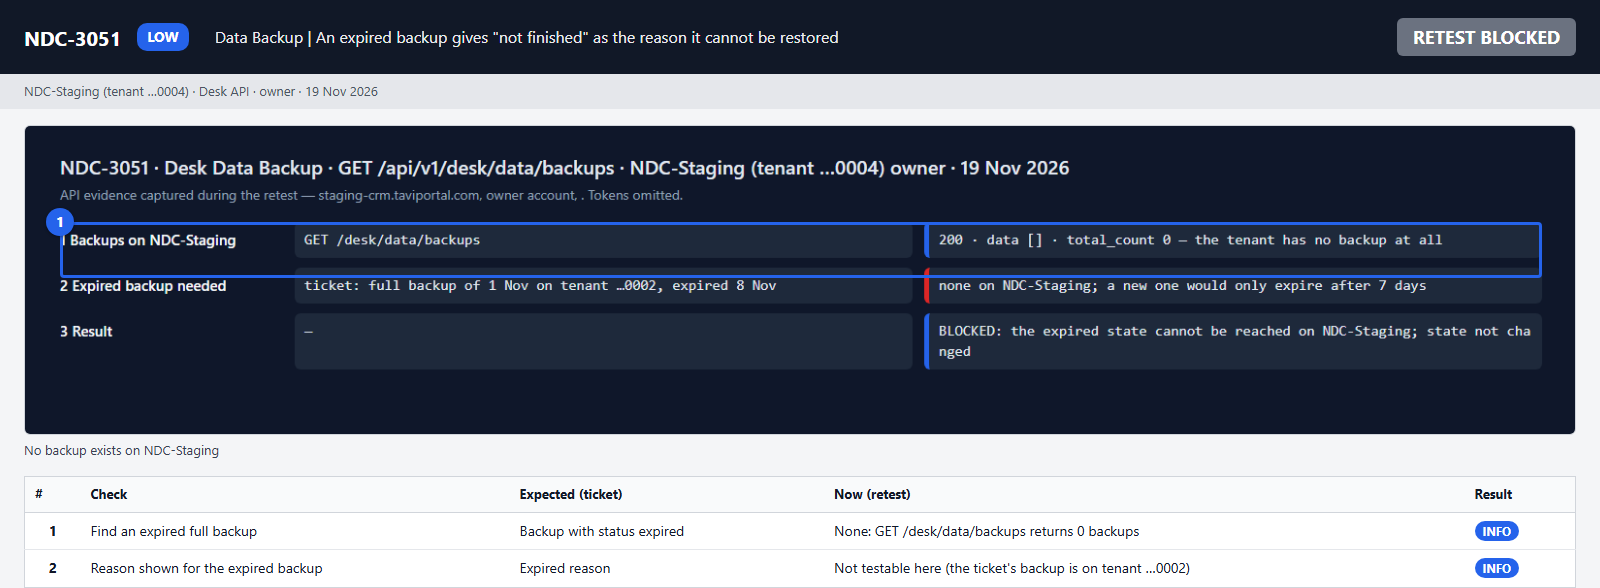 NDC-3051 LOW Data Backup | An expired backup gives "not finished" as the reason it cannot be restored RETEST BLOCKED
NDC-Staging (tenant …0004) · Desk API · owner · 19 Nov 2026
NDC-3051 · Desk Data Backup · GET /api/v1/desk/data/backups · NDC-Staging (tenant …0004) owner · 19 Nov 2026
API evidence captured during the retest — staging-crm.taviportal.com, owner account, . Tokens omitted.
1
1 Backups on NDC-Staging GET /desk/data/backups 200 · data [] · total_count 0 — the tenant has no backup at all
2 Expired backup needed ticket: full backup of 1 Nov on tenant …0002, expired 8 Nov none on NDC-Staging; a new one would only expire after 7 days
3 Result — BLOCKED: the expired state cannot be reached on NDC-Staging; state not cha
nged
No backup exists on NDC-Staging
# Check Expected (ticket) Now (retest) Result
1 Find an expired full backup Backup with status expired None: GET /desk/data/backups returns 0 backups INFO
2 Reason shown for the expired backup Expired reason Not testable here (the ticket's backup is on tenant …0002) INFO